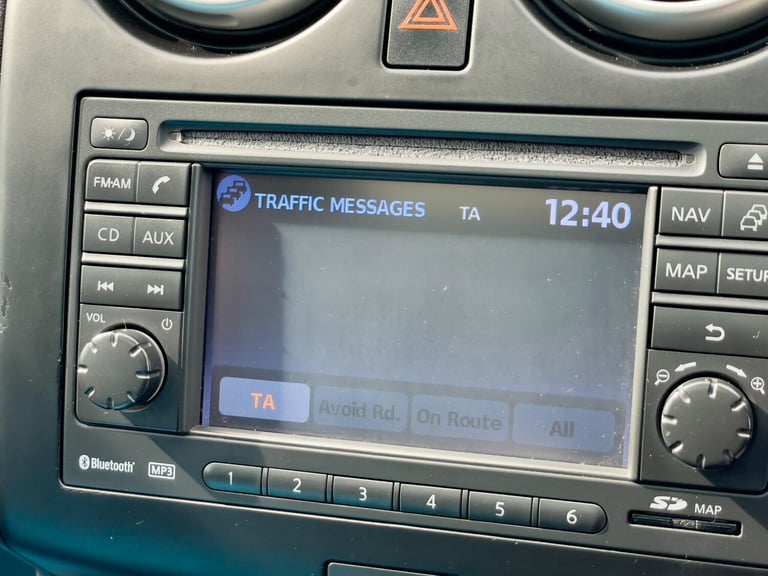 FM·AM
CD AUX
VOL
TRAFFIC MESSAGES TA 12:40
TA Avoid Rd. On Route All
NAV
MAP SETUP
Bluetooth MP3
1 2 3 4 5 6
SD MAP